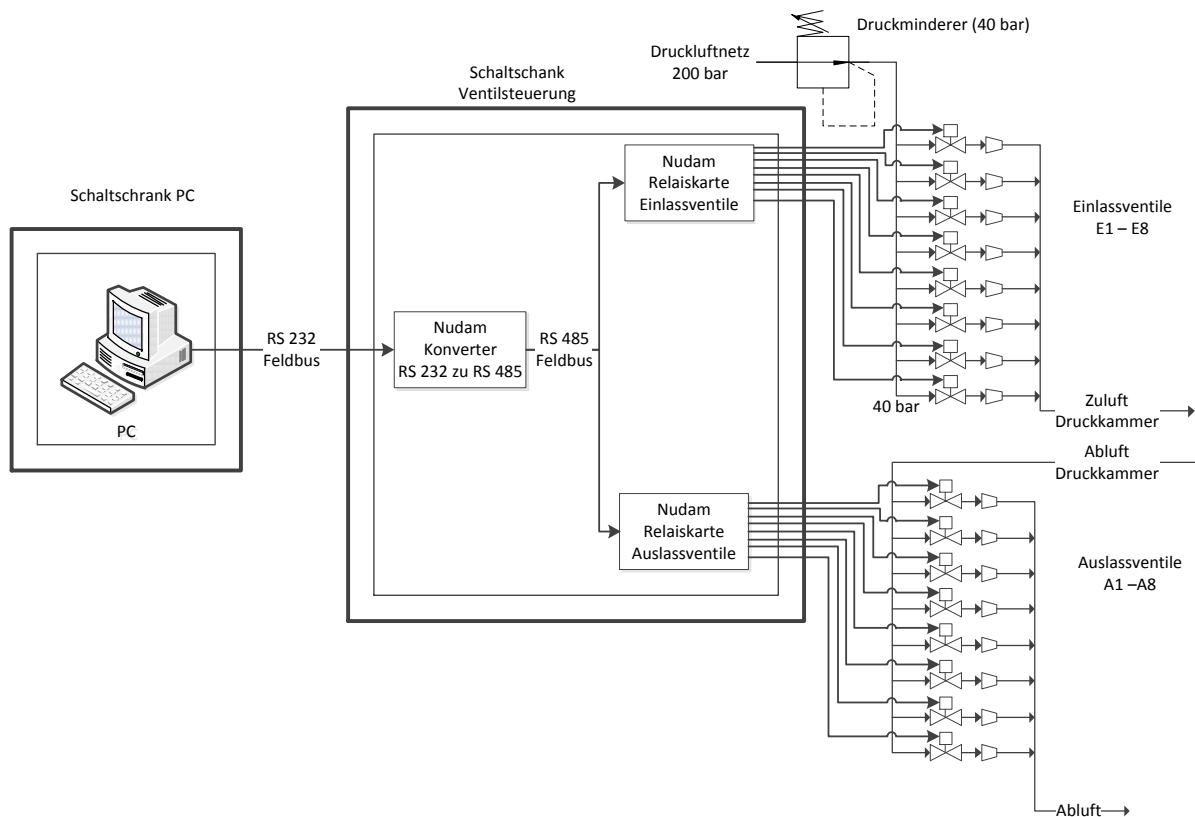 Druckminderer (40 bar)
Druckluftnetz
200 bar
Schaltschank
Ventilsteuerung
Schaltschrank PC
Nudam
Relaiskarte
Einlassventile
Einlassventile
E1 – E8
RS 232
Feldbus
Nudam
Konverter
RS 232 zu RS 485
RS 485
Feldbus
PC
40 bar
Zuluft
Druckkammer
Abluft
Druckkammer
Nudam
Relaiskarte
Auslassventile
Auslassventile
A1 –A8
Abluft